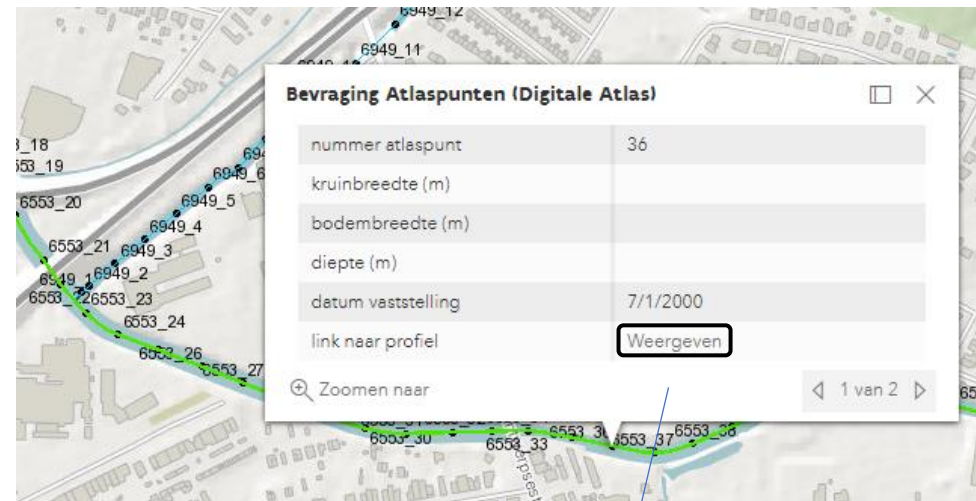 6949_12
6949_11
Bevraging Atlaspunten (Digitale Atlas)
nummer atlaspunt 36
kruinbreedte (m)
bodembreedte (m)
diepte (m)
datum vaststelling 7/1/2000
link naar profiel Weergeven
Zoomen naar
1 van 2
6553_20
6949_5
6949_4
6553_21
6949_3
6949_2
6553_23
6553_24
6553_26
6553_27
6553_30
6553_33
6553_37
6553_38